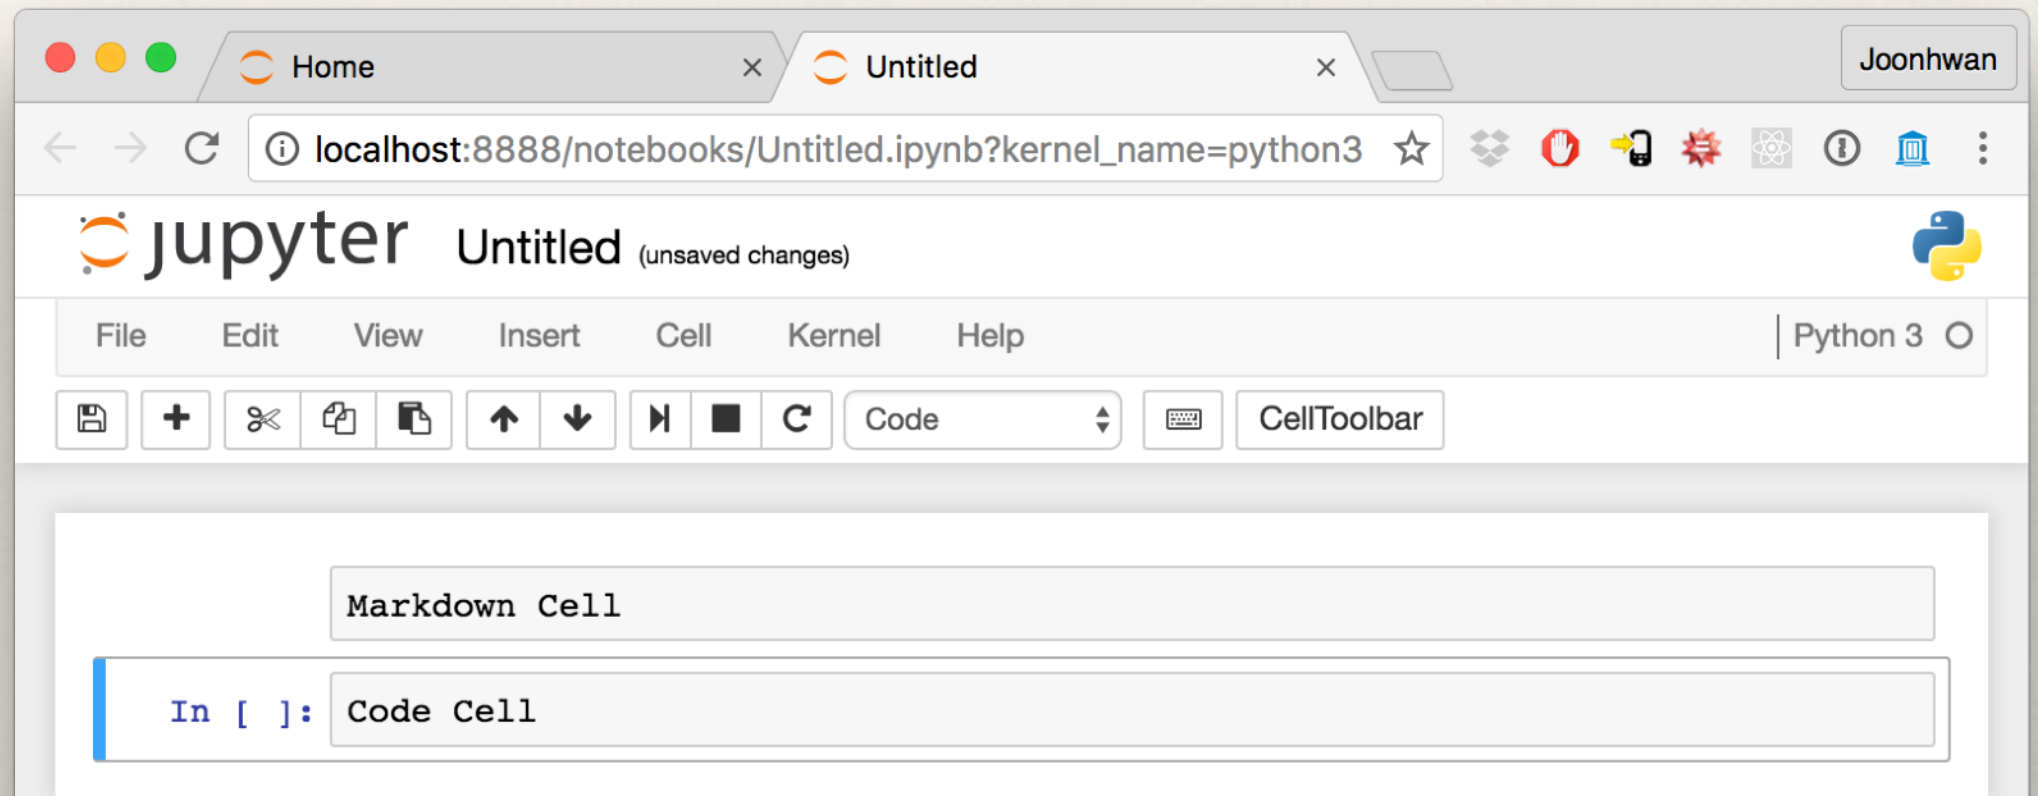 Home
Untitled
Joonhwan
localhost:8888/notebooks/Untitled.ipynb?kernel_name=python3
jupyter Untitled (unsaved changes)
File Edit View Insert Cell Kernel Help Python 3
Code CellToolbar
Markdown Cell
In [ ]: Code Cell